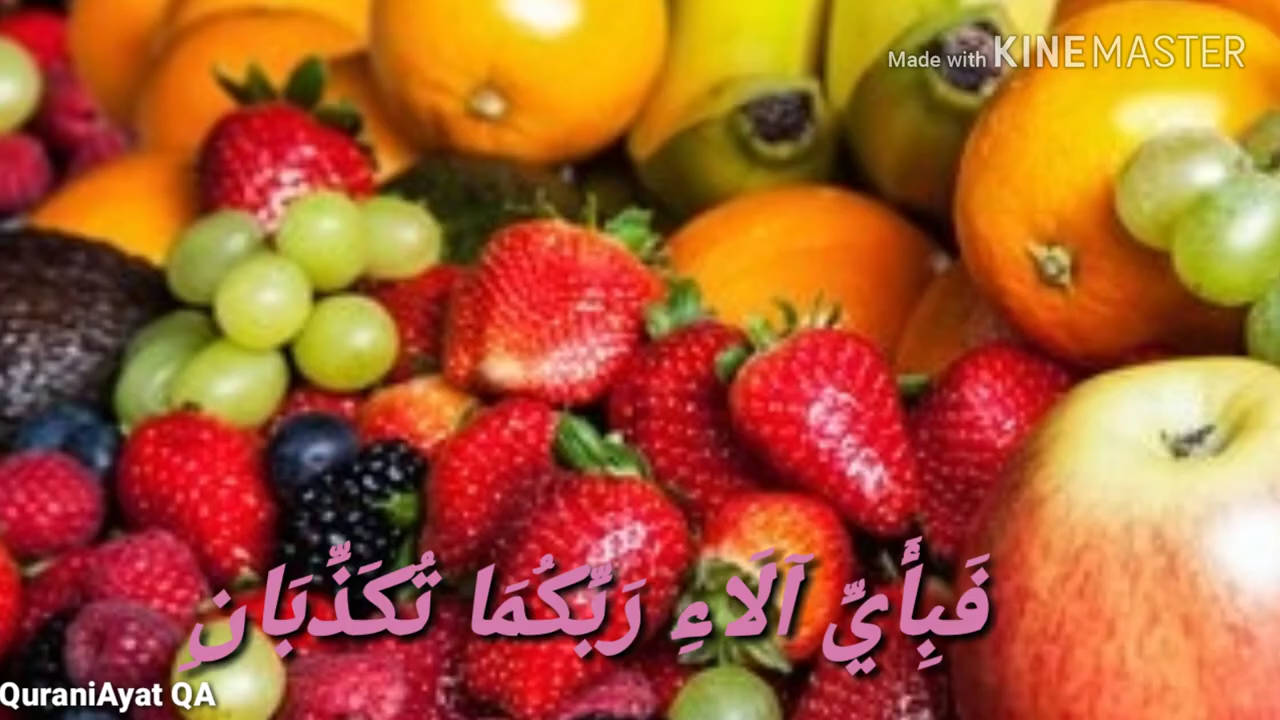 Made with KINEMASTER
فَبِأَيِّ آلَاءِ رَبِّكُمَا تُكَذِّبَانِ
QuraniAyat QA